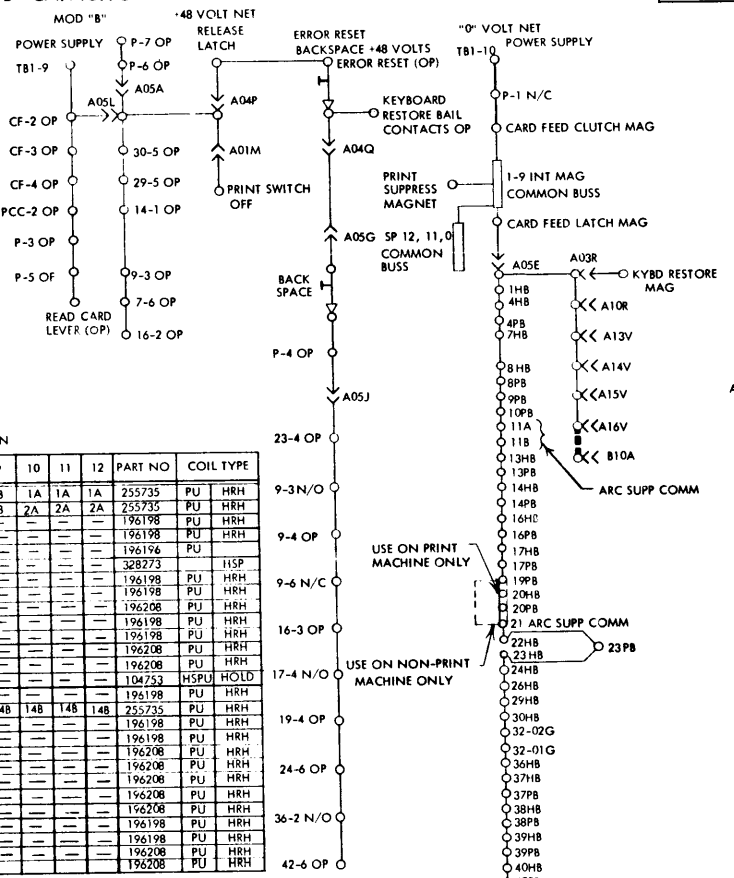 MOD "B"
POWER SUPPLY
TB1-9
P-7 OP
P-6 OP
A05A
A05L
CF-2 OP
CF-3 OP
CF-4 OP
PCC-2 OP
P-3 OP
P-5 OF
READ CARD
LEVER (OP)
30-5 OP
29-5 OP
14-1 OP
9-3 OP
7-6 OP
16-2 OP
+48 VOLT NET
RELEASE
LATCH
A04P
A01M
PRINT SWITCH
OFF
ERROR RESET
BACKSPACE +48 VOLTS
ERROR RESET (OP)
KEYBOARD
RESTORE BAIL
CONTACTS OP
A04Q
A05G
BACK
SPACE
P-4 OP
A05J
23-4 OP
9-3 N/O
9-4 OP
9-6 N/C
16-3 OP
17-4 N/O
19-4 OP
24-6 OP
36-2 N/O
42-6 OP
"0" VOLT NET
TB1-10
POWER SUPPLY
P-1 N/C
CARD FEED CLUTCH MAG
PRINT
SUPPRESS
MAGNET
1-9 INT MAG
COMMON BUSS
CARD FEED LATCH MAG
SP 12, 11, 0
COMMON
BUSS
A05E
A03R
KYBD RESTORE
MAG
A10R
A13V
A14V
A15V
A16V
B10A
1HB
4HB
4PB
7HB
8HB
8PB
9PB
10PB
11A
11B
13HB
13PB
ARC SUPP COMM
14HB
14PB
16HB
16PB
17HB
17PB
USE ON PRINT
MACHINE ONLY
19PB
20HB
20PB
21 ARC SUPP COMM
22HB
23HB
23PB
USE ON NON-PRINT
MACHINE ONLY
24HB
26HB
29HB
30HB
32-02G
32-01G
36HB
37HB
37PB
38HB
38PB
39HB
39PB
40HB
N
10 11 12 PART NO COIL TYPE
1A 1A 1A 255735 PU HRH
2A 2A 2A 255735 PU HRH
— — — 196198 PU HRH
— — — 196198 PU HRH
— — — 196196 PU
— — — 328273 HSP
— — — 196198 PU HRH
— — — 196198 PU HRH
— — — 196208 PU HRH
— — — 196198 PU HRH
— — — 196198 PU HRH
— — — 196208 PU HRH
— — — 196208 PU HRH
— — — 104753 HSPU HOLD
— — — 196198 PU HRH
14B 14B 14B 255735 PU HRH
— — — 196198 PU HRH
— — — 196198 PU HRH
— — — 196208 PU HRH
— — — 196208 PU HRH
— — — 196208 PU HRH
— — — 196208 PU HRH
— — — 196208 PU HRH
— — — 196198 PU HRH
— — — 196198 PU HRH
— — — 196208 PU HRH
— — — 196208 PU HRH